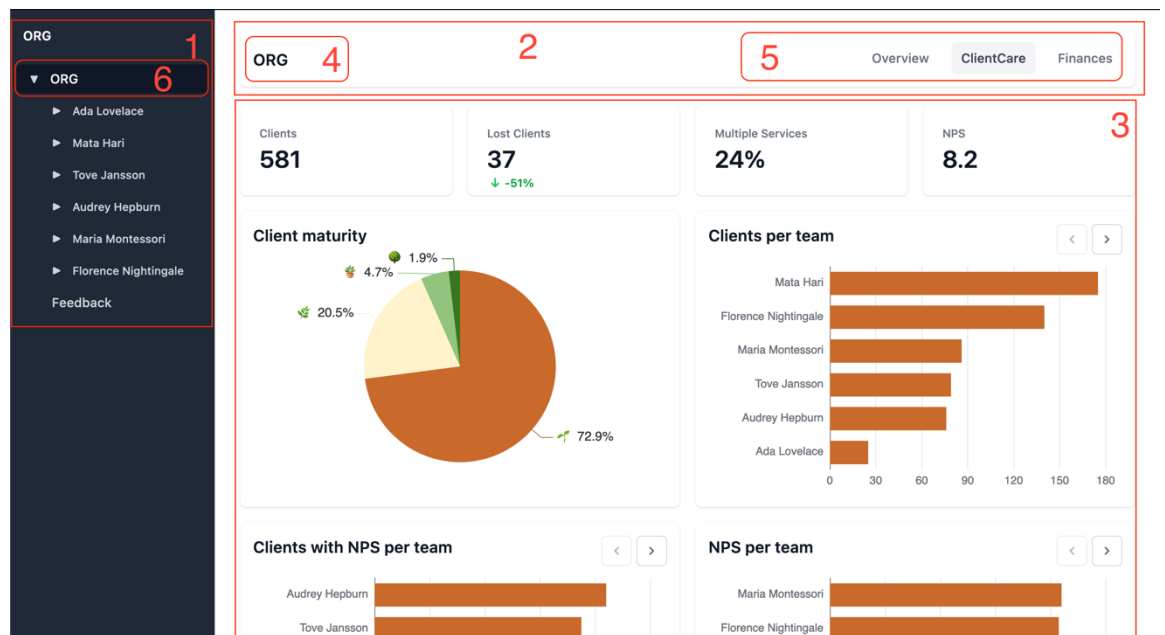 ORG
1
ORG
6
Ada Lovelace
Mata Hari
Tove Jansson
Audrey Hepburn
Maria Montessori
Florence Nightingale
Feedback
2
ORG
4
5
Overview
ClientCare
Finances
3
Clients
581
Lost Clients
37
↓ -51%
Multiple Services
24%
NPS
8.2
Client maturity
1.9%
4.7%
20.5%
72.9%
Clients per team
Mata Hari
Florence Nightingale
Maria Montessori
Tove Jansson
Audrey Hepburn
Ada Lovelace
0 30 60 90 120 150 180
Clients with NPS per team
Audrey Hepburn
Tove Jansson
NPS per team
Maria Montessori
Florence Nightingale